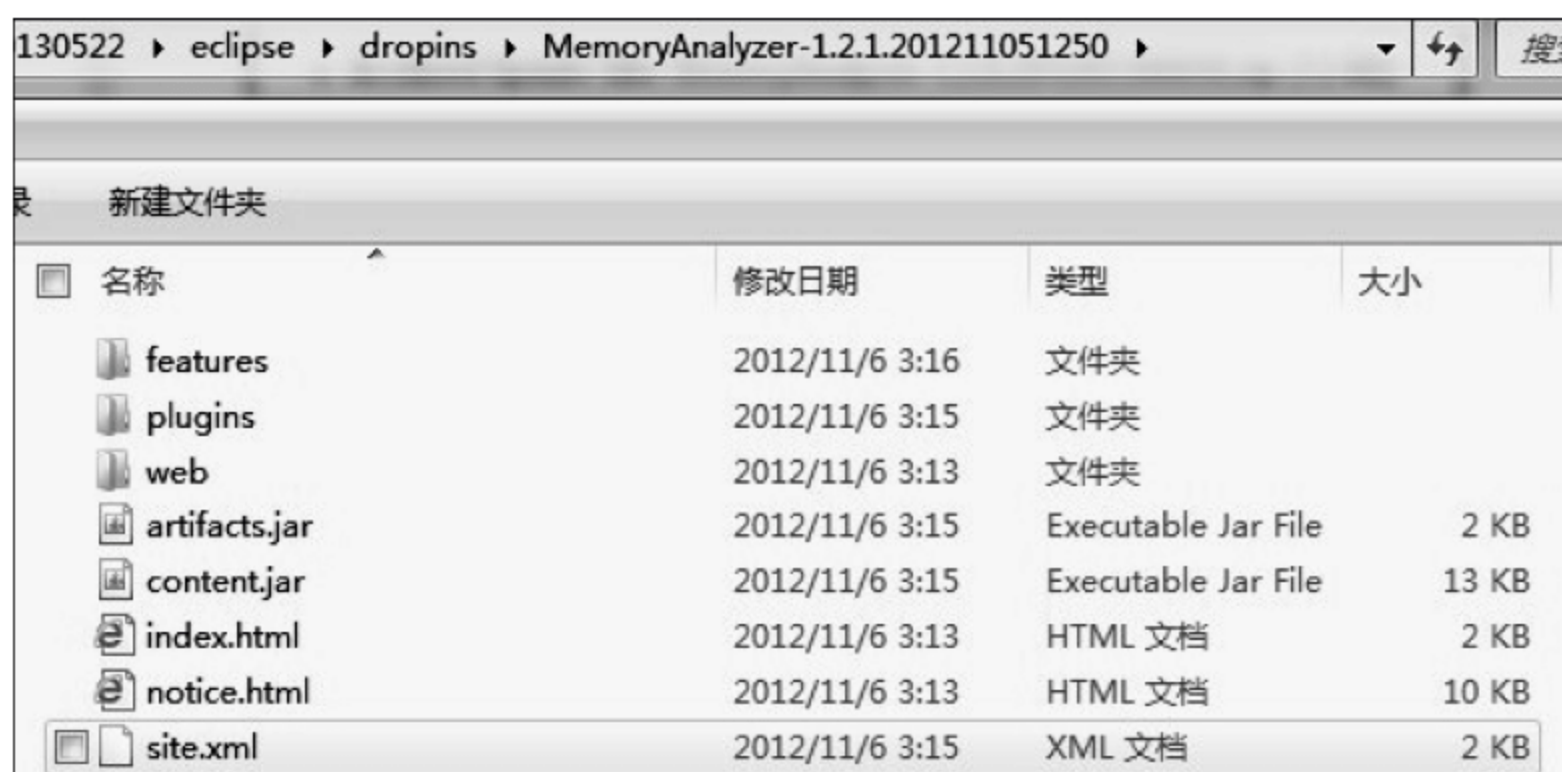 130522 ▸ eclipse ▸ dropins ▸ MemoryAnalyzer-1.2.1.201211051250 ▸
新建文件夹
名称 修改日期 类型 大小
features 2012/11/6 3:16 文件夹
plugins 2012/11/6 3:15 文件夹
web 2012/11/6 3:13 文件夹
artifacts.jar 2012/11/6 3:15 Executable Jar File 2 KB
content.jar 2012/11/6 3:15 Executable Jar File 13 KB
index.html 2012/11/6 3:13 HTML 文档 2 KB
notice.html 2012/11/6 3:13 HTML 文档 10 KB
site.xml 2012/11/6 3:15 XML 文档 2 KB